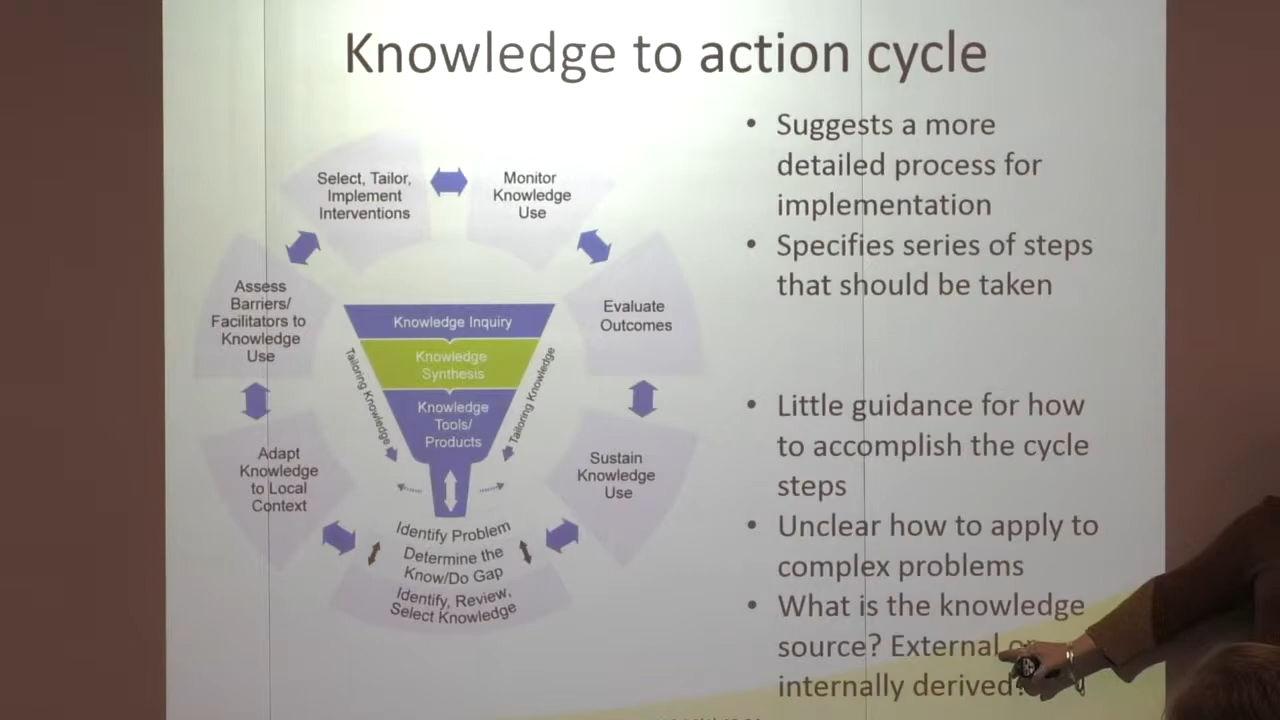 Knowledge to action cycle
Select, Tailor,
Implement
Interventions
Monitor
Knowledge
Use
Assess
Barriers/
Facilitators to
Knowledge
Use
Evaluate
Outcomes
Adapt
Knowledge
to Local
Context
Sustain
Knowledge
Use
Knowledge Inquiry
Knowledge
Synthesis
Knowledge
Tools/
Products
Tailoring Knowledge
Tailoring Knowledge
Identify Problem
Determine the
Know/Do Gap
Identify, Review,
Select Knowledge
• Suggests a more
detailed process for
implementation
• Specifies series of steps
that should be taken
• Little guidance for how
to accomplish the cycle
steps
• Unclear how to apply to
complex problems
• What is the knowledge
source? External
internally derived?